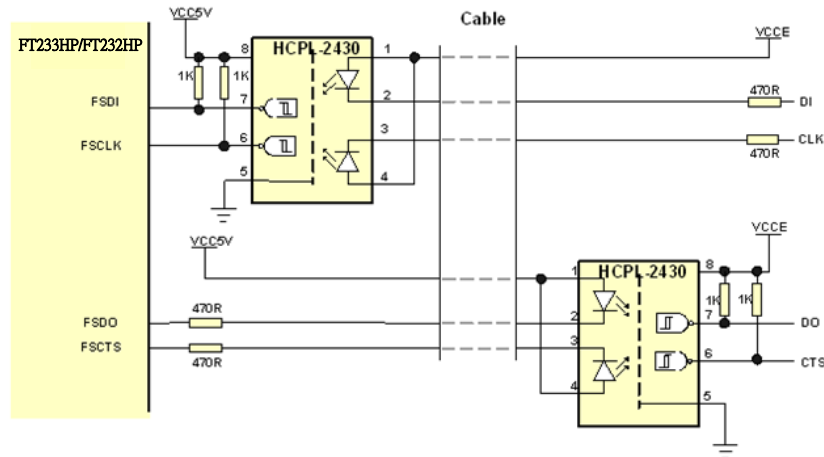 Cable
VCC5V
VCCE
FT233HP/FT232HP
HCPL-2430
8
1
1K
1K
FSDI
7
2
470R
DI
FSCLK
6
3
470R
CLK
5
4
VCC5V
VCCE
HCPL-2430
1
8
470R
1K
1K
FSDO
2
7
DO
FSCTS
470R
3
6
CTS
4
5